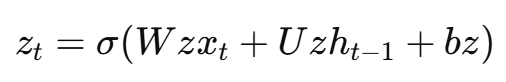 z_t = σ(Wzx_t + Uzh_{t-1} + bz)